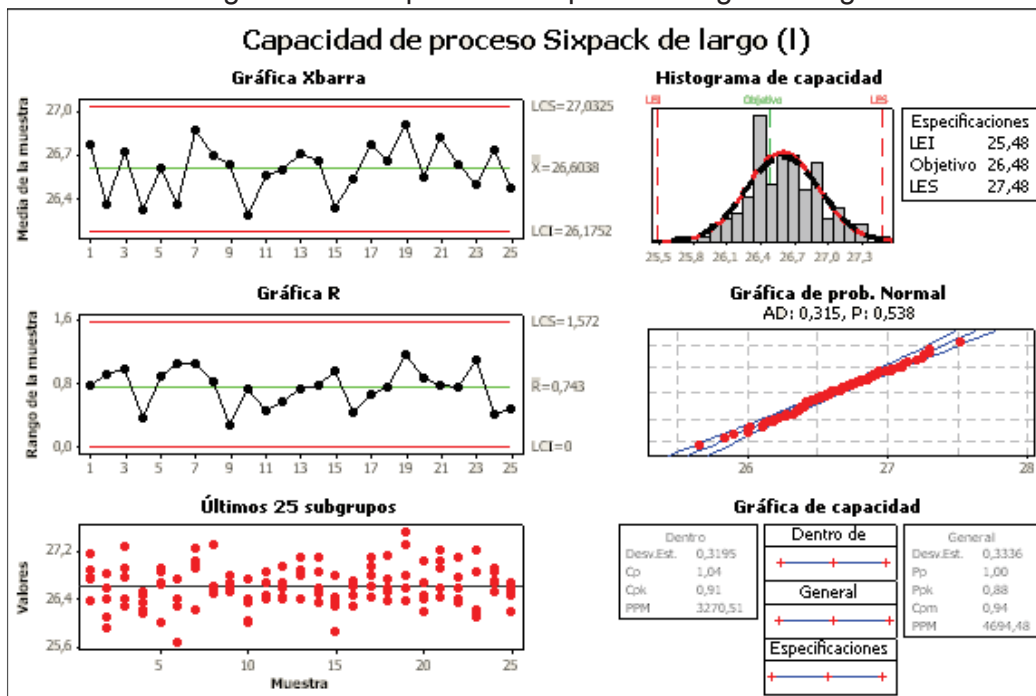 Capacidad de proceso Sixpack de largo (l)
Gráfica Xbarra
Media de la muestra
27,0
26,7
26,4
1 3 5 7 9 11 13 15 17 19 21 23 25
LCS=27,0325
X=26,6038
LCI=26,1752
Gráfica R
Rango de la muestra
1,6
0,8
0,0
1 3 5 7 9 11 13 15 17 19 21 23 25
LCS=1,572
R=0,743
LCI=0
Últimos 25 subgrupos
Valores
27,2
26,4
25,6
5 10 15 20 25
Muestra
Histograma de capacidad
LEI Objetivo LES
25,5 25,8 26,1 26,4 26,7 27,0 27,3
Especificaciones
LEI 25,48
Objetivo 26,48
LES 27,48
Gráfica de prob. Normal
AD: 0,315, P: 0,538
26 27 28
Gráfica de capacidad
Dentro
Desv.Est. 0,3195
Cp 1,04
Cpk 0,91
PPM 3270,51
Dentro de
General
Especificaciones
General
Desv.Est. 0,3336
Pp 1,00
Ppk 0,88
Cpm 0,94
PPM 4694,48